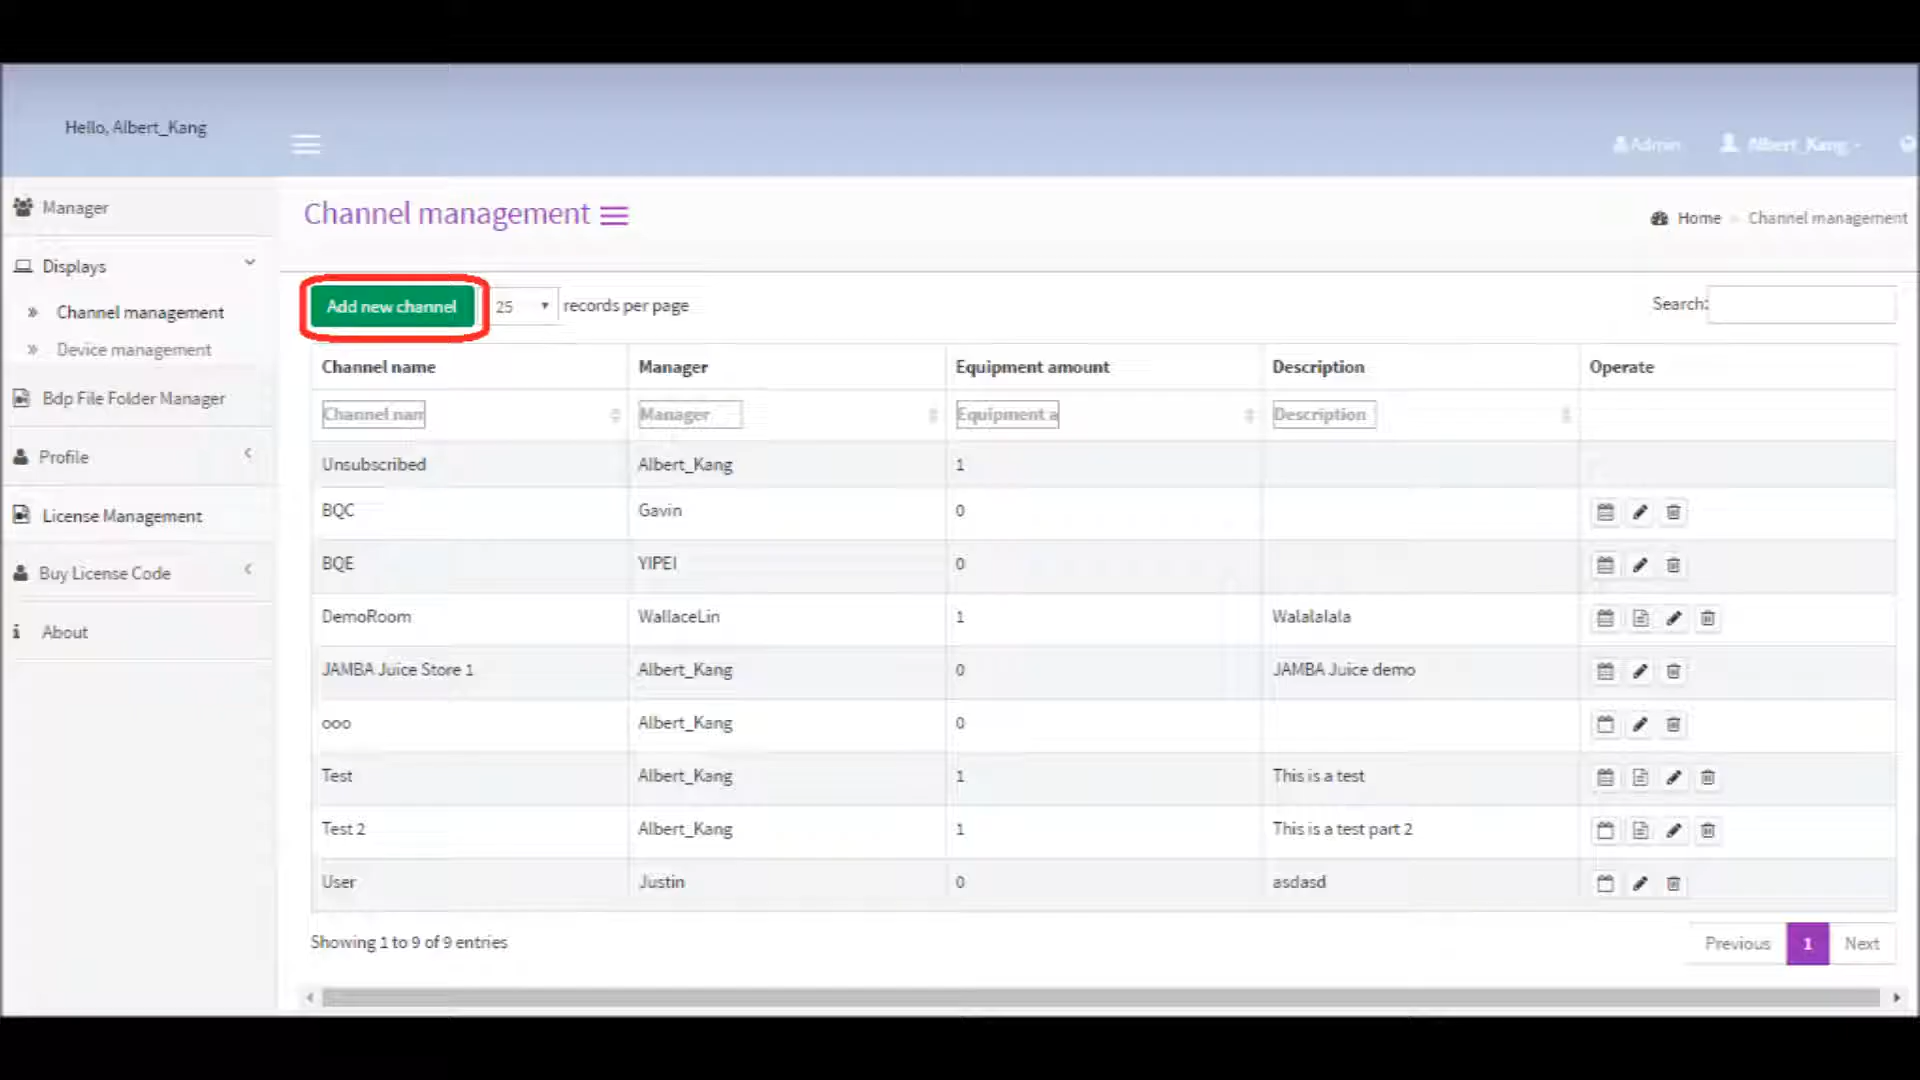 Hello, Albert_Kang
Admin
Albert_Kang
Manager
Displays
Channel management
Device management
Bdp File Folder Manager
Profile
License Management
Buy License Code
About
Channel management
Home Channel management
Add new channel 25 records per page Search:
Channel name Manager Equipment amount Description Operate
Channel nam Manager Equipment a Description
Unsubscribed Albert_Kang 1
BQC Gavin 0
BQE YIPEI 0
DemoRoom WallaceLin 1 Walalalala
JAMBA Juice Store 1 Albert_Kang 0 JAMBA Juice demo
ooo Albert_Kang 0
Test Albert_Kang 1 This is a test
Test 2 Albert_Kang 1 This is a test part 2
User Justin 0 asdasd
Showing 1 to 9 of 9 entries
Previous 1 Next